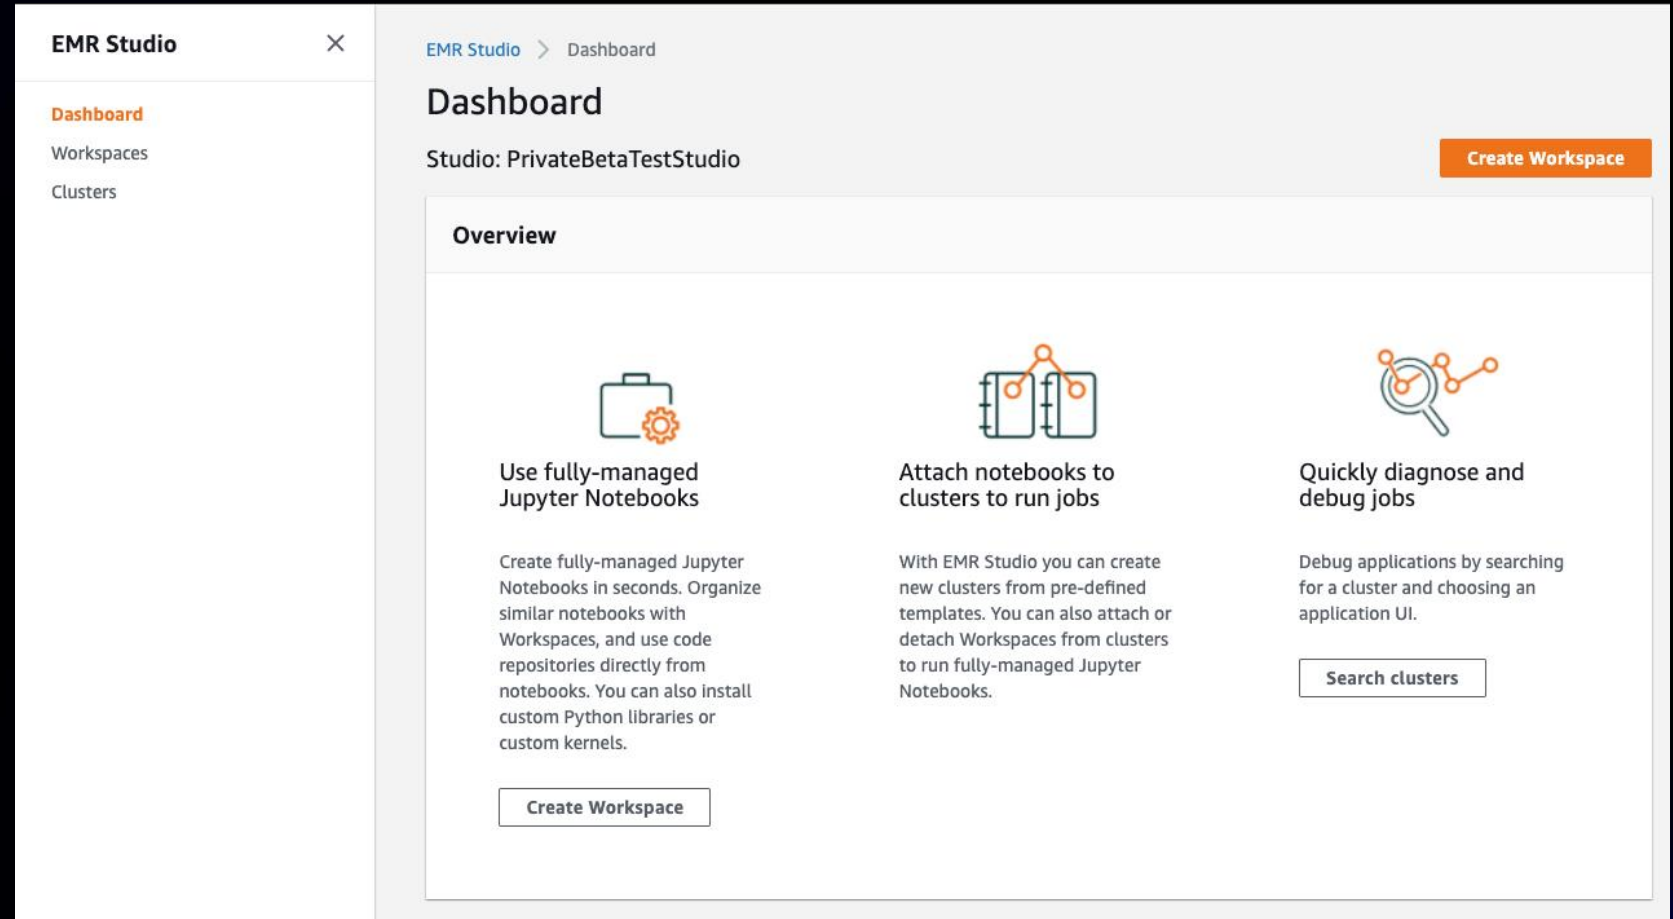 EMR Studio
Dashboard
Workspaces
Clusters
EMR Studio > Dashboard
Dashboard
Studio: PrivateBetaTestStudio
Create Workspace
Overview
Use fully-managed
Jupyter Notebooks
Create fully-managed Jupyter
Notebooks in seconds. Organize
similar notebooks with
Workspaces, and use code
repositories directly from
notebooks. You can also install
custom Python libraries or
custom kernels.
Create Workspace
Attach notebooks to
clusters to run jobs
With EMR Studio you can create
new clusters from pre-defined
templates. You can also attach or
detach Workspaces from clusters
to run fully-managed Jupyter
Notebooks.
Quickly diagnose and
debug jobs
Debug applications by searching
for a cluster and choosing an
application UI.
Search clusters